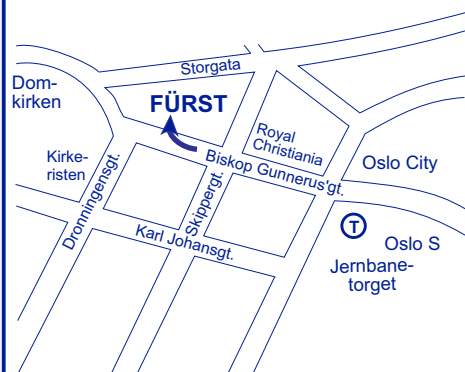 Storgata
Dom-
kirken
FÜRST
Royal
Christiania
Kirke-
risten
Biskop Gunnerus'gt.
Oslo City
Dronningensgt.
Skippergt.
Karl Johansgt.
T
Oslo S
Jernbane-
torget